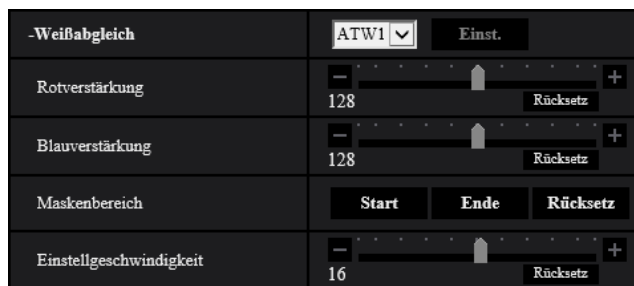 -Weißabgleich ATW1 Einst.
Rotverstärkung − +
128 Rücksetz
Blauverstärkung − +
128 Rücksetz
Maskenbereich Start Ende Rücksetz
Einstellgeschwindigkeit − +
16 Rücksetz